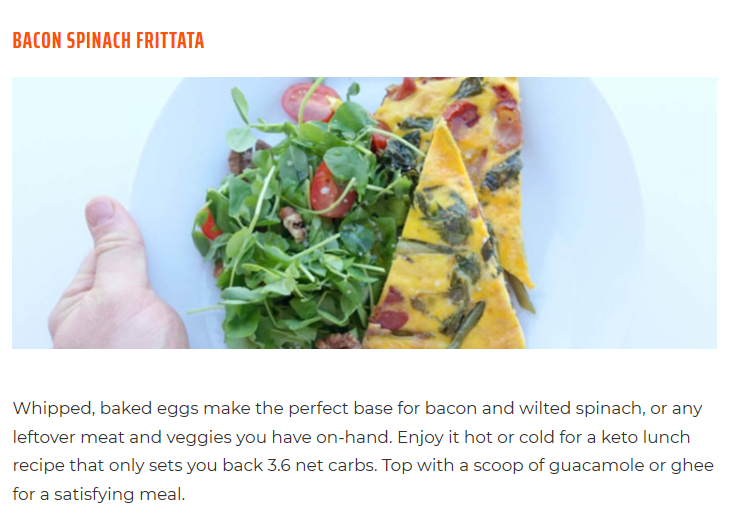 BACON SPINACH FRITTATA
Whipped, baked eggs make the perfect base for bacon and wilted spinach, or any
leftover meat and veggies you have on-hand. Enjoy it hot or cold for a keto lunch
recipe that only sets you back 3.6 net carbs. Top with a scoop of guacamole or ghee
for a satisfying meal.